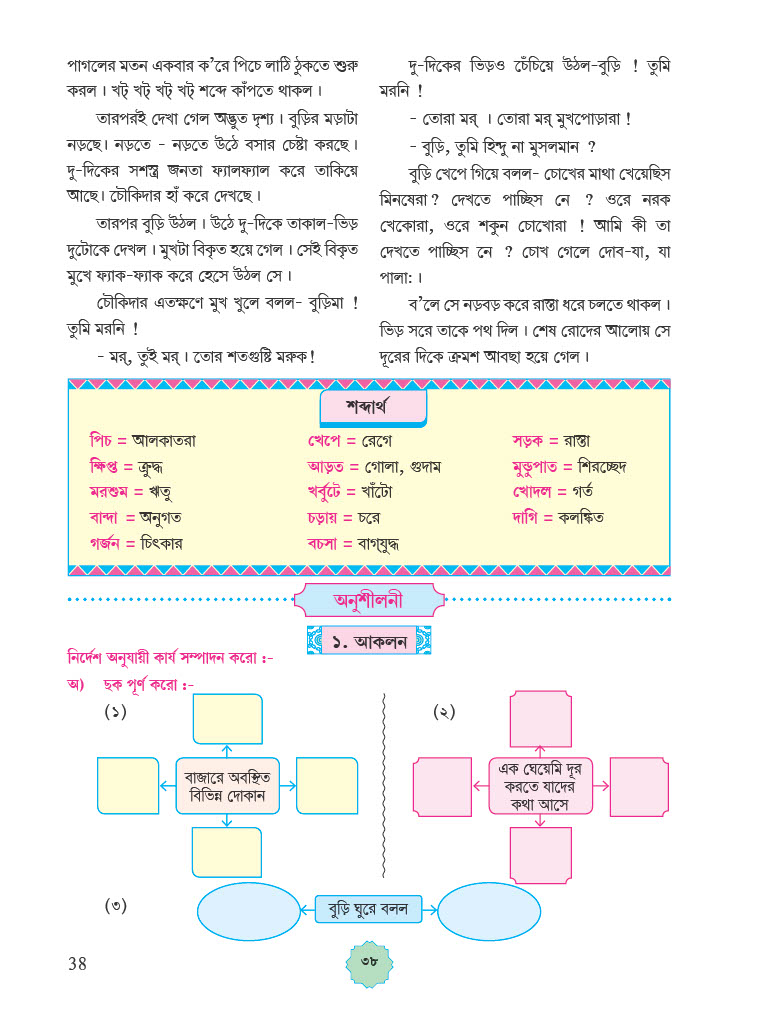 পাগলের মতন একবার ক’রে পিচে লাঠি ঠুকতে শুরু
করল । খট্ খট্ খট্ খট্ শব্দে কাঁপতে থাকল ।
তারপরই দেখা গেল অদ্ভুত দৃশ্য । বুড়ির মড়াটা
নড়ছে। নড়তে - নড়তে উঠে বসার চেষ্টা করছে।
দু-দিকের সশস্ত্র জনতা ফ্যালফ্যাল করে তাকিয়ে
আছে। চৌকিদার হাঁ করে দেখছে।
তারপর বুড়ি উঠল । উঠে দু-দিকে তাকাল-ভিড়
দুটোকে দেখল । মুখটা বিকৃত হয়ে গেল । সেই বিকৃত
মুখে ফ্যাক-ফ্যাক করে হেসে উঠল সে ।
চৌকিদার এতক্ষণে মুখ খুলে বলল- বুড়িমা !
তুমি মরনি !
- মর্, তুই মর্ । তোর শতগুষ্টি মরুক!
দু-দিকের ভিড়ও চেঁচিয়ে উঠল-বুড়ি ! তুমি
মরনি !
- তোরা মর্ । তোরা মর্ মুখপোড়ারা !
- বুড়ি, তুমি হিন্দু না মুসলমান ?
বুড়ি খেপে গিয়ে বলল- চোখের মাথা খেয়েছিস
মিনষেরা ? দেখতে পাচ্ছিস নে ? ওরে নরক
খেকোরা, ওরে শকুন চোখোরা ! আমি কী তা
দেখতে পাচ্ছিস নে ? চোখ গেলে দোব-যা, যা
পালা: ।
ব’লে সে নড়বড় করে রাস্তা ধরে চলতে থাকল ।
ভিড় সরে তাকে পথ দিল । শেষ রোদের আলোয় সে
দূরের দিকে ক্রমশ আবছা হয়ে গেল ।
শব্দার্থ
পিচ = আলকাতরা
খেপে = রেগে
সড়ক = রাস্তা
ক্ষিপ্ত = ক্রুদ্ধ
আড়ত = গোলা, গুদাম
মুন্ডুপাত = শিরচ্ছেদ
মরশুম = ঋতু
খর্বুটে = খাঁটো
খোদল = গর্ত
বান্দা = অনুগত
চড়ায় = চরে
দাগি = কলঙ্কিত
গর্জন = চিৎকার
বচসা = বাগ্‌যুদ্ধ
অনুশীলনী
১. আকলন
নির্দেশ অনুযায়ী কার্য সম্পাদন করো :-
অ) ছক পূর্ণ করো :-
(১)
বাজারে অবস্থিত
বিভিন্ন দোকান
(২)
এক ঘেয়েমি দূর
করতে যাদের
কথা আসে
(৩)
বুড়ি ঘুরে বলল
38
৩৮